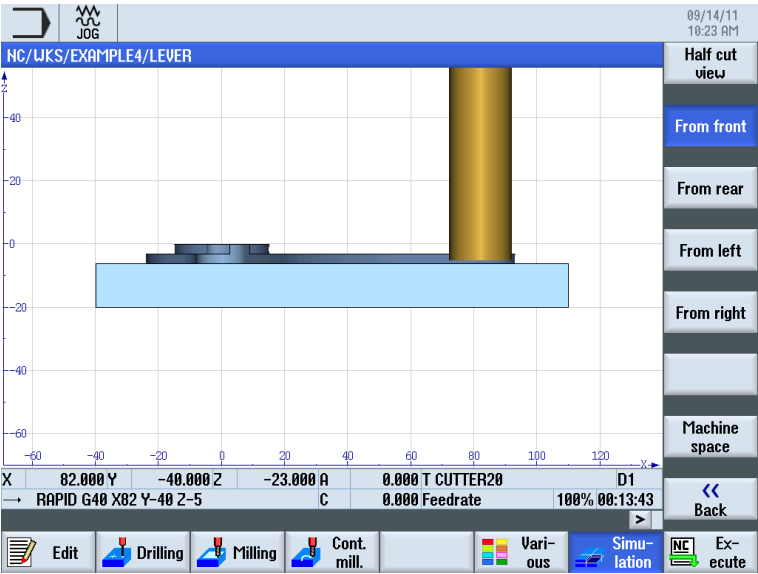 JOG
09/14/11
10:23 AM
NC/WKS/EXAMPLE4/LEVER
Half cut
view
From front
From rear
From left
From right
Machine
space
<<
Back
Z
40
20
0
-20
-40
-60
-60 -40 -20 0 20 40 60 80 100 120
X
X 82.000 Y -40.000 Z -23.000 A 0.000 T CUTTER20 D1
→ RAPID G40 X82 Y-40 Z-5 C 0.000 Feedrate 100% 00:13:43
>
Edit
Drilling
Milling
Cont.
mill.
Vari-
ous
Simu-
lation
NC
Ex-
ecute